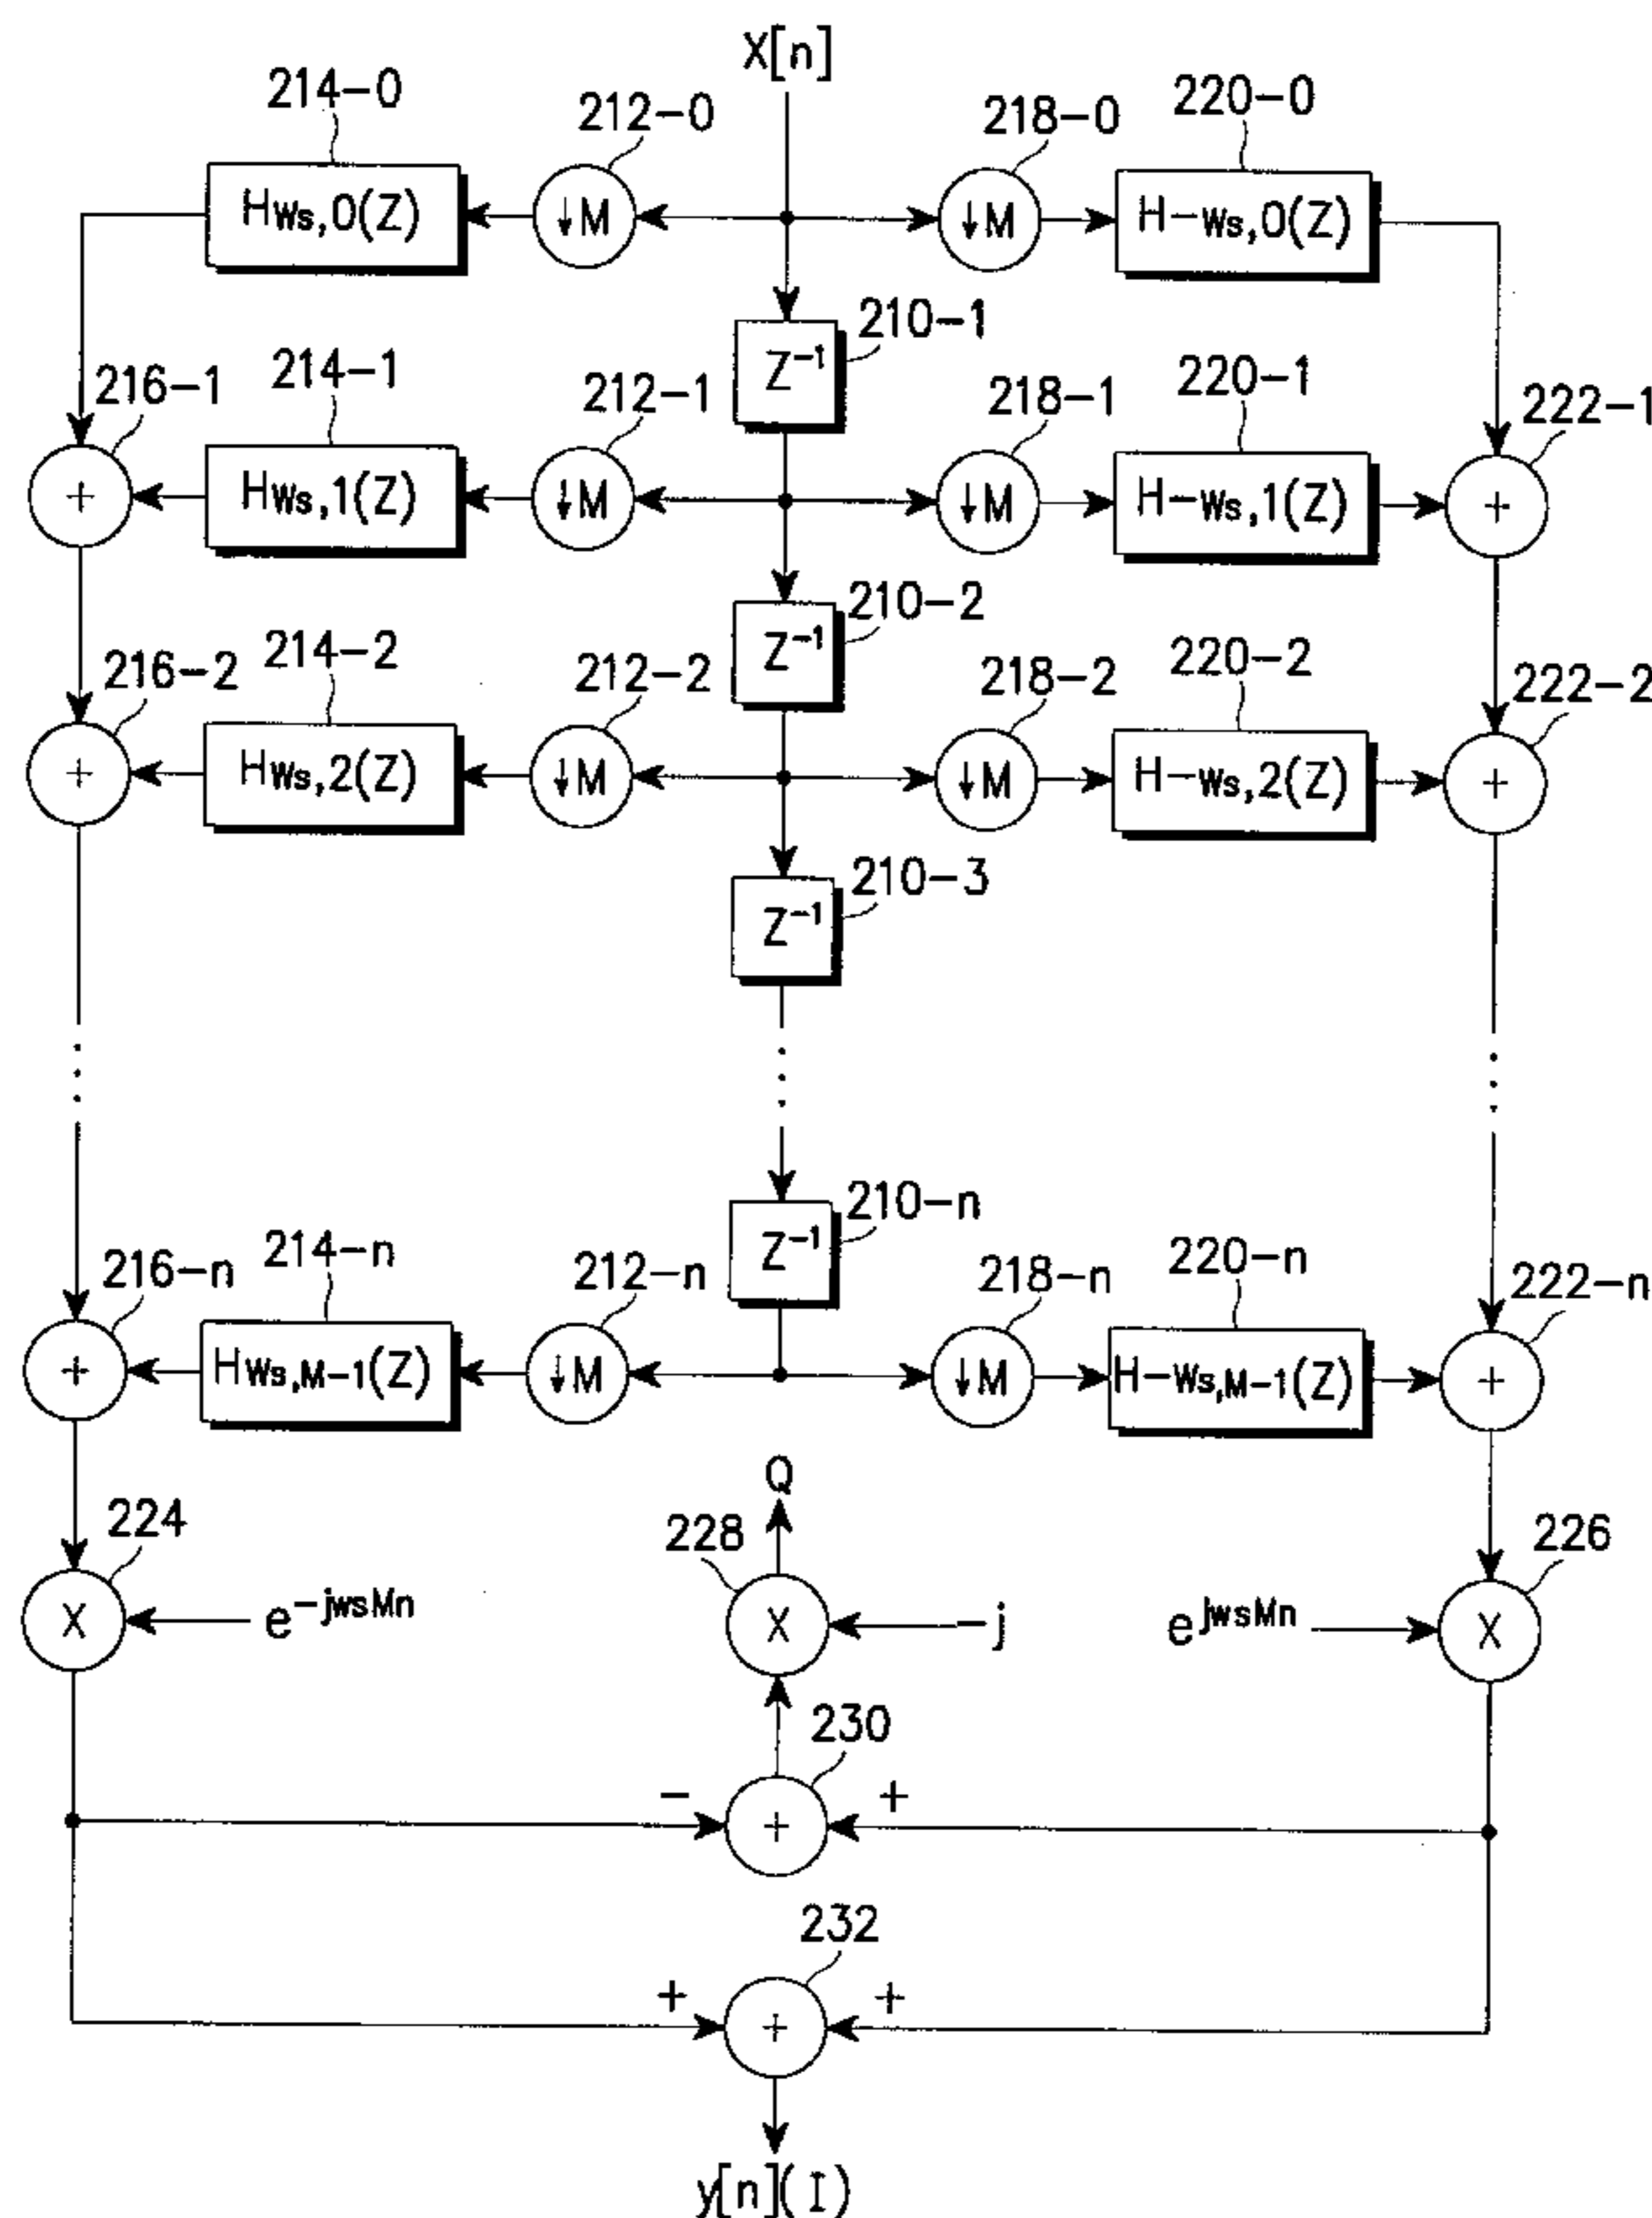 X[n]
214-0
212-0
218-0
220-0
Hws,0(Z)
↓M
↓M
H-ws,0(Z)
210-1
Z⁻¹
216-1
214-1
212-1
218-1
220-1
222-1
+
Hws,1(Z)
↓M
↓M
H-ws,1(Z)
+
210-2
Z⁻¹
216-2
214-2
212-2
218-2
220-2
222-2
+
Hws,2(Z)
↓M
↓M
H-ws,2(Z)
+
210-3
Z⁻¹
210-n
Z⁻¹
216-n
214-n
212-n
218-n
220-n
222-n
+
Hws,M-1(Z)
↓M
↓M
H-ws,M-1(Z)
+
Q
224
228
226
X
e^-jwsMn
X
-j
e^jwsMn
X
230
-
+
+
232
+
+
+
y[n](I)